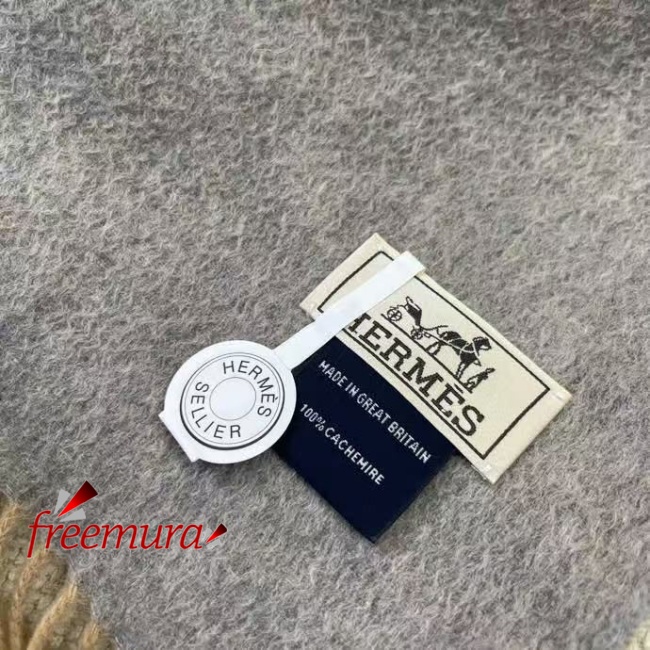 HERMÈS
MADE IN GREAT BRITAIN
100% CACHEMIRE
HERMÈS
SELLIER
freemura